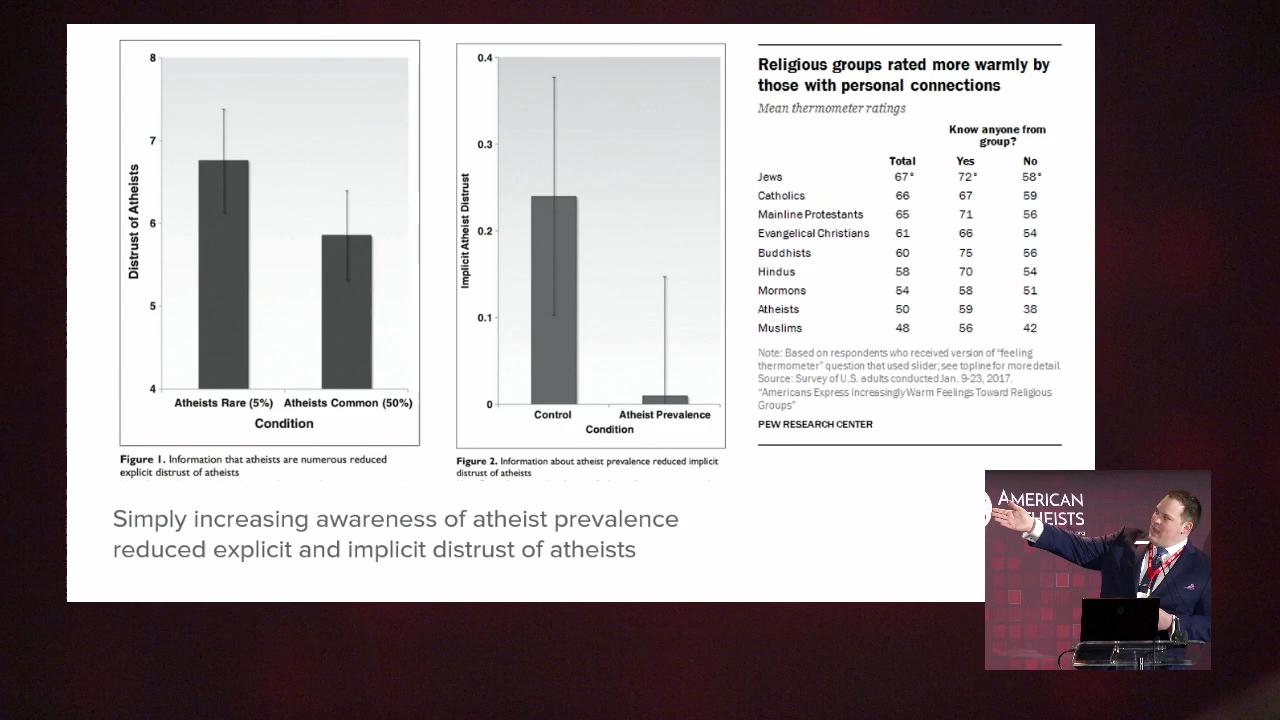 8
7
6
5
4
Distrust of Atheists
Atheists Rare (5%) Atheists Common (50%)
Condition
Figure 1. Information that atheists are numerous reduced
explicit distrust of atheists
0.4
0.3
0.2
0.1
0
Implicit Atheist Distrust
Control Atheist Prevalence
Condition
Figure 2. Information about atheist prevalence reduced implicit
distrust of atheists
Religious groups rated more warmly by
those with personal connections
Mean thermometer ratings
Know anyone from
group?
Total Yes No
Jews 67° 72° 58°
Catholics 66 67 59
Mainline Protestants 65 71 56
Evangelical Christians 61 66 54
Buddhists 60 75 56
Hindus 58 70 54
Mormons 54 58 51
Atheists 50 59 38
Muslims 48 56 42
Note: Based on respondents who received version of “feeling
thermometer” question that used slider; see topline for more detail.
Source: Survey of U.S. adults conducted Jan. 9-23, 2017.
“Americans Express Increasingly Warm Feelings Toward Religious
Groups”
PEW RESEARCH CENTER
Simply increasing awareness of atheist prevalence
reduced explicit and implicit distrust of atheists
AMERICAN
THEISTS